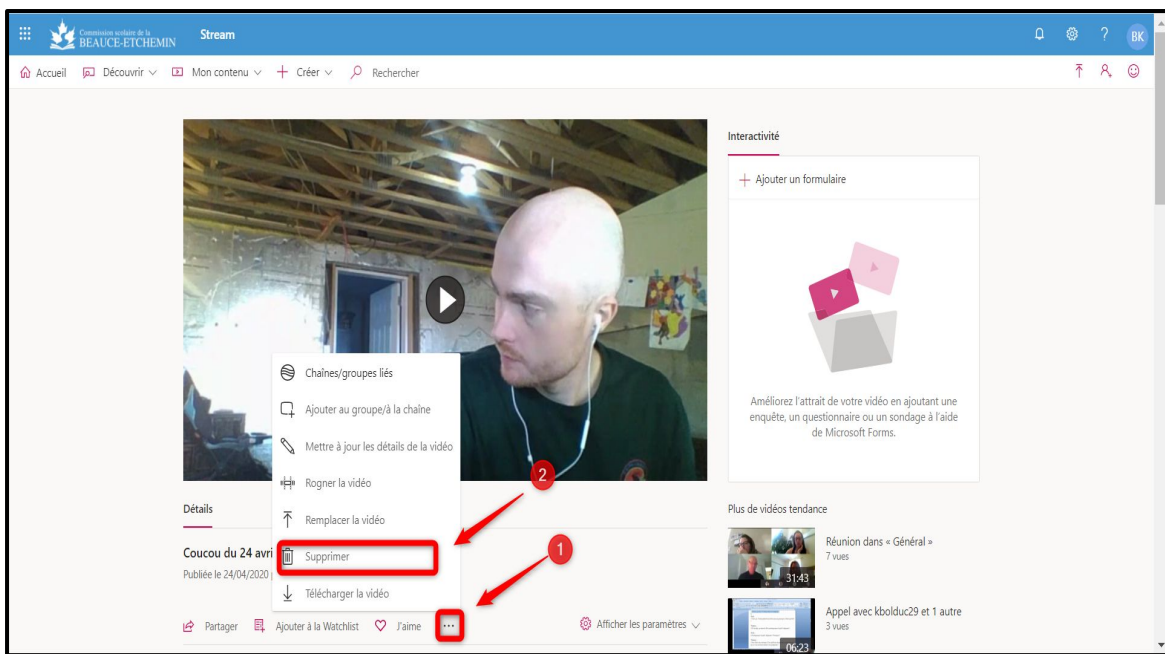 Commission scolaire de la
BEAUCE-ETCHEMIN
Stream
?
BK
Accueil
Découvrir
Mon contenu
Créer
Rechercher
Interactivité
Ajouter un formulaire
Améliorez l'attrait de votre vidéo en ajoutant une
enquête, un questionnaire ou un sondage à l'aide
de Microsoft Forms.
Chaînes/groupes liés
Ajouter au groupe/à la chaîne
Mettre à jour les détails de la vidéo
Rogner la vidéo
Remplacer la vidéo
Supprimer
Télécharger la vidéo
2
1
Détails
Coucou du 24 avri
Publiée le 24/04/2020
Partager
Ajouter à la Watchlist
J'aime
...
Afficher les paramètres
Plus de vidéos tendance
Réunion dans « Général »
7 vues
31:43
Appel avec kbolduc29 et 1 autre
3 vues
06:23